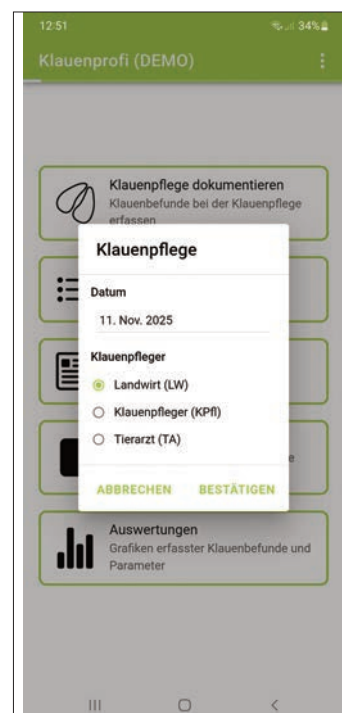 12:51
34%
Klauenprofi (DEMO)
Klauenpflege dokumentieren
Klauenbefunde bei der Klauenpflege
erfassen
Klauenpflege
Datum
11. Nov. 2025
Klauenpfleger
Landwirt (LW)
Klauenpfleger (KPfl)
Tierarzt (TA)
e
ABBRECHEN BESTÄTIGEN
Auswertungen
Grafiken erfasster Klauenbefunde und
Parameter